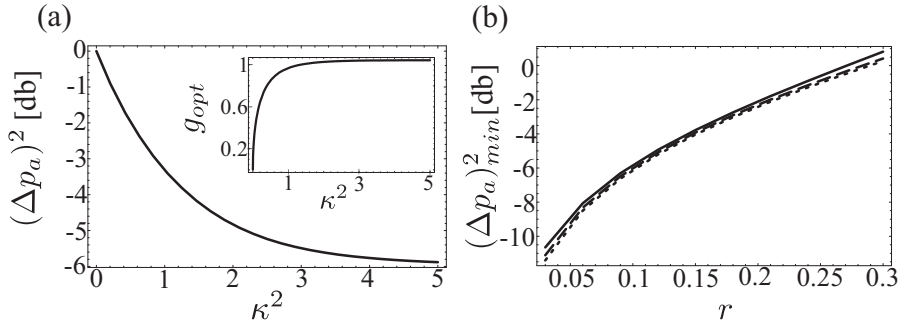 (a)
(Δp_a)² [db]
0
-1
-2
-3
-4
-5
-6
0 1 2 3 4 5
κ²
g_opt
1
0.6
0.2
1 3 5
κ²
(b)
(Δp_a)²_min [db]
0
-2
-4
-6
-8
-10
0.05 0.1 0.15 0.2 0.25 0.3
r